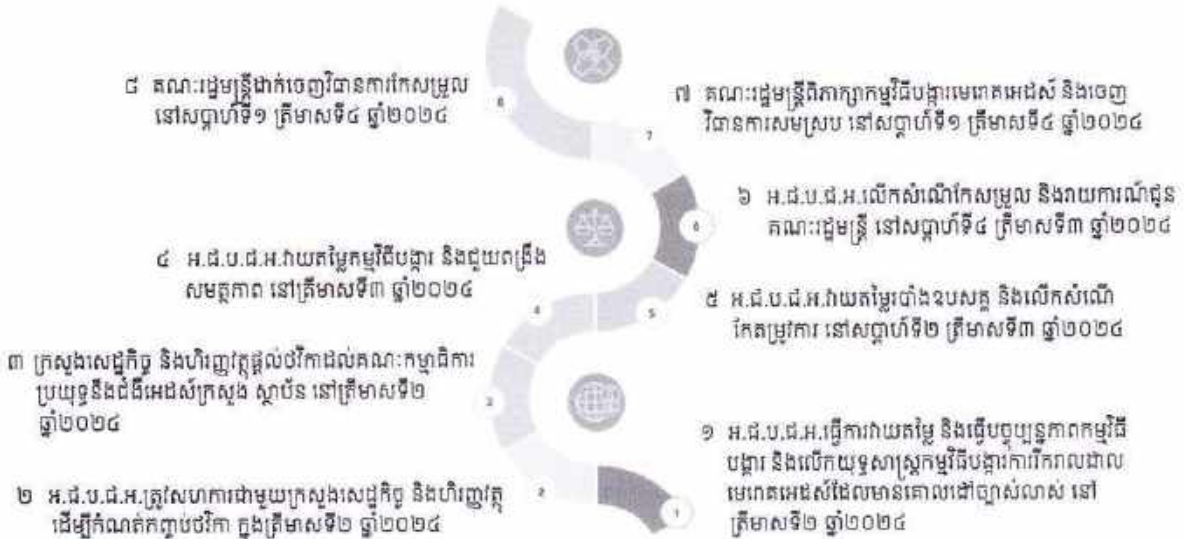 ៨ គណៈរដ្ឋមន្ត្រីដាក់ចេញវិធានការកែសម្រួល
នៅសប្តាហ៍ទី១ ត្រីមាសទី៤ ឆ្នាំ២០២៤
8
៧ គណៈរដ្ឋមន្ត្រីពិភាក្សាកម្មវិធីបង្ការមេរោគអេដស៍ និងចេញ
វិធានការសមស្រប នៅសប្តាហ៍ទី១ ត្រីមាសទី៤ ឆ្នាំ២០២៤
7
៦ អ.ជ.ប.ជ.អ.លើកសំណើកែសម្រួល និងរាយការណ៍ជូន
គណៈរដ្ឋមន្ត្រី នៅសប្តាហ៍ទី៤ ត្រីមាសទី៣ ឆ្នាំ២០២៤
6
៤ អ.ជ.ប.ជ.អ.វាយតម្លៃកម្មវិធីបង្ការ និងជួយពង្រឹង
សមត្ថភាព នៅត្រីមាសទី៣ ឆ្នាំ២០២៤
4
៥ អ.ជ.ប.ជ.អ.វាយតម្លៃរបាំងឧបសគ្គ និងលើកសំណើ
កែតម្រូវការ នៅសប្តាហ៍ទី២ ត្រីមាសទី៣ ឆ្នាំ២០២៤
5
៣ ក្រសួងសេដ្ឋកិច្ច និងហិរញ្ញវត្ថុផ្តល់ថវិកាដល់គណៈកម្មាធិការ
ប្រយុទ្ធនឹងជំងឺអេដស៍ក្រសួង ស្ថាប័ន នៅត្រីមាសទី២
ឆ្នាំ២០២៤
3
១ អ.ជ.ប.ជ.អ.ធ្វើការវាយតម្លៃ និងធ្វើបច្ចុប្បន្នភាពកម្មវិធី
បង្ការ និងលើកយុទ្ធសាស្ត្រកម្មវិធីបង្ការការរីករាលដាល
មេរោគអេដស៍ដែលមានគោលដៅច្បាស់លាស់ នៅ
ត្រីមាសទី២ ឆ្នាំ២០២៤
1
២ អ.ជ.ប.ជ.អ.ត្រូវសហការជាមួយក្រសួងសេដ្ឋកិច្ច និងហិរញ្ញវត្ថុ
ដើម្បីកំណត់កញ្ចប់ថវិកា ក្នុងត្រីមាសទី២ ឆ្នាំ២០២៤
2